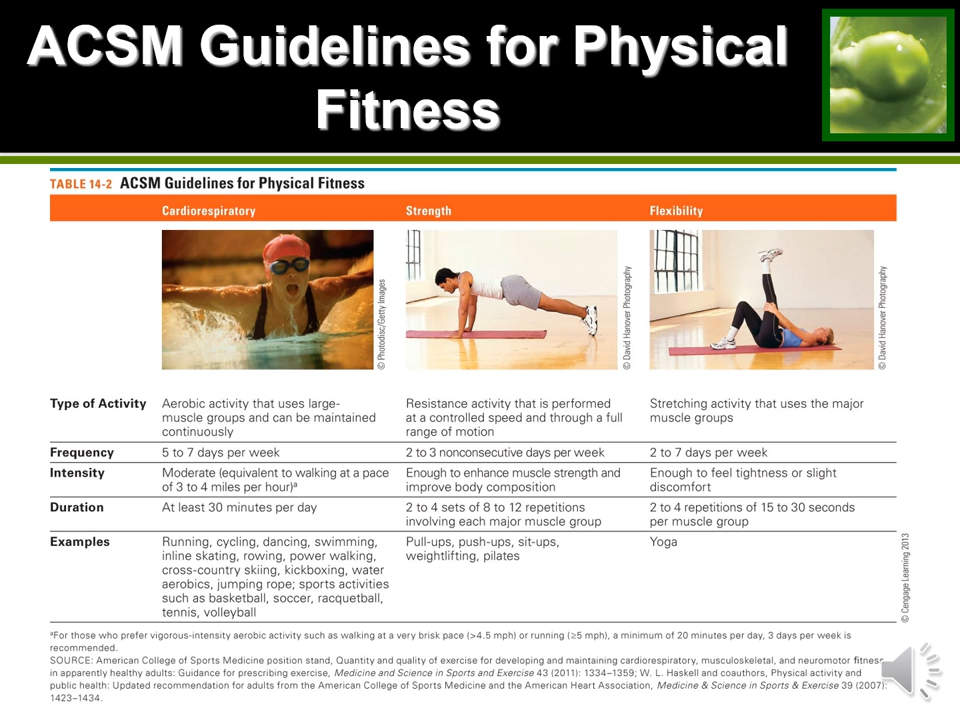 ACSM Guidelines for Physical
Fitness
TABLE 14-2 ACSM Guidelines for Physical Fitness
Cardiorespiratory Strength Flexibility
© Photodisc/Getty Images
© David Hanover Photography
© David Hanover Photography
Type of Activity Aerobic activity that uses large- Resistance activity that is performed Stretching activity that uses the major
muscle groups and can be maintained at a controlled speed and through a full muscle groups
continuously range of motion
Frequency 5 to 7 days per week 2 to 3 nonconsecutive days per week 2 to 7 days per week
Intensity Moderate (equivalent to walking at a pace Enough to enhance muscle strength and Enough to feel tightness or slight
of 3 to 4 miles per hour)ª improve body composition discomfort
Duration At least 30 minutes per day 2 to 4 sets of 8 to 12 repetitions 2 to 4 repetitions of 15 to 30 seconds
involving each major muscle group per muscle group
Examples Running, cycling, dancing, swimming, Pull-ups, push-ups, sit-ups, Yoga
inline skating, rowing, power walking, weightlifting, pilates
cross-country skiing, kickboxing, water
aerobics, jumping rope; sports activities
such as basketball, soccer, racquetball,
tennis, volleyball
© Cengage Learning 2013
ªFor those who prefer vigorous-intensity aerobic activity such as walking at a very brisk pace (>4.5 mph) or running (≥5 mph), a minimum of 20 minutes per day, 3 days per week is
recommended.
SOURCE: American College of Sports Medicine position stand, Quantity and quality of exercise for developing and maintaining cardiorespiratory, musculoskeletal, and neuromotor fitness
in apparently healthy adults: Guidance for prescribing exercise, Medicine and Science in Sports and Exercise 43 (2011): 1334–1359; W. L. Haskell and coauthors, Physical activity and
public health: Updated recommendation for adults from the American College of Sports Medicine and the American Heart Association, Medicine & Science in Sports & Exercise 39 (2007):
1423–1434.